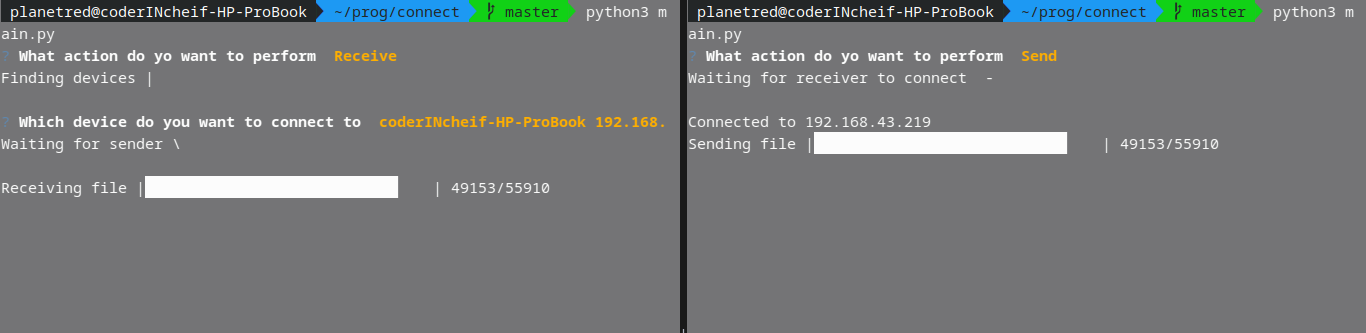 planetred@coderINcheif-HP-ProBook ~/prog/connect master python3 m
ain.py
? What action do yo want to perform Receive
Finding devices |
? Which device do you want to connect to coderINcheif-HP-ProBook 192.168.
Waiting for sender \
Receiving file | | 49153/55910
planetred@coderINcheif-HP-ProBook ~/prog/connect master python3 m
ain.py
? What action do yo want to perform Send
Waiting for receiver to connect -
Connected to 192.168.43.219
Sending file | | 49153/55910